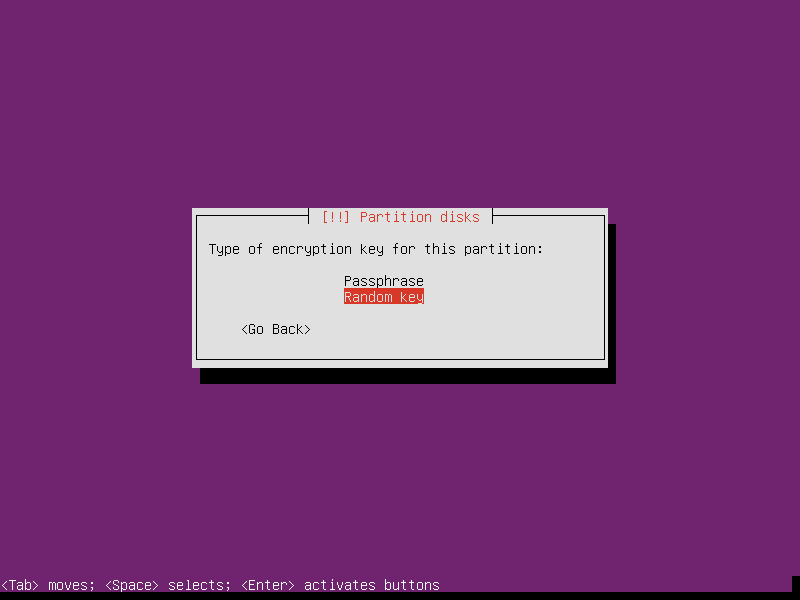 [!!] Partition disks
Type of encryption key for this partition:
Passphrase
Random key
<Go Back>
<Tab> moves; <Space> selects; <Enter> activates buttons